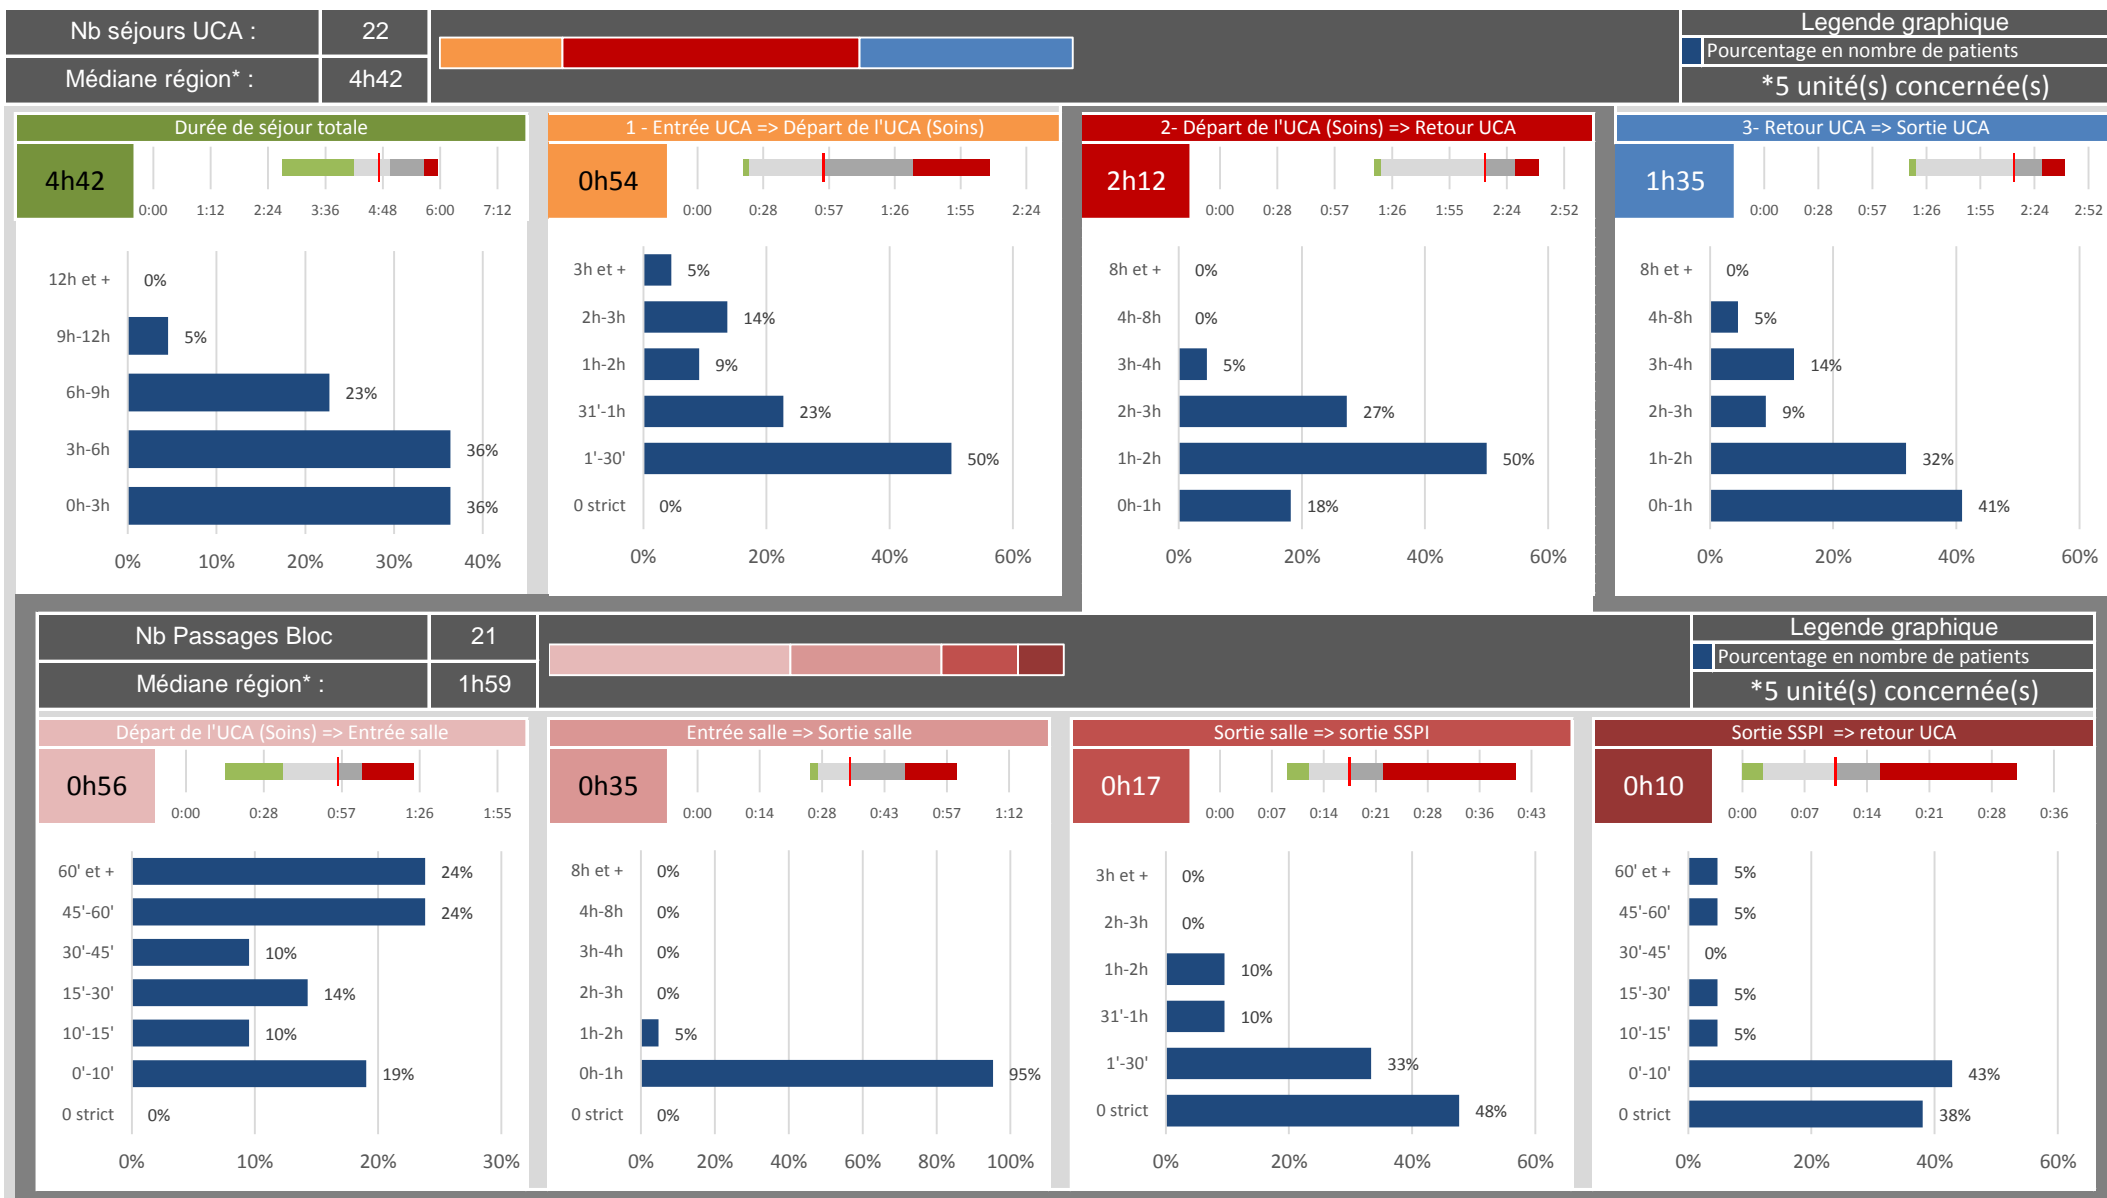 Nb séjours UCA : 22
Médiane région* : 4h42
Legende graphique
Pourcentage en nombre de patients
*5 unité(s) concernée(s)
Durée de séjour totale
4h42
0:00 1:12 2:24 3:36 4:48 6:00 7:12
12h et + 0%
9h-12h 5%
6h-9h 23%
3h-6h 36%
0h-3h 36%
0% 10% 20% 30% 40%
1 - Entrée UCA => Départ de l'UCA (Soins)
0h54
0:00 0:28 0:57 1:26 1:55 2:24
3h et + 5%
2h-3h 14%
1h-2h 9%
31'-1h 23%
1'-30' 50%
0 strict 0%
0% 20% 40% 60%
2- Départ de l'UCA (Soins) => Retour UCA
2h12
0:00 0:28 0:57 1:26 1:55 2:24 2:52
8h et + 0%
4h-8h 0%
3h-4h 5%
2h-3h 27%
1h-2h 50%
0h-1h 18%
0% 20% 40% 60%
3- Retour UCA => Sortie UCA
1h35
0:00 0:28 0:57 1:26 1:55 2:24 2:52
8h et + 0%
4h-8h 5%
3h-4h 14%
2h-3h 9%
1h-2h 32%
0h-1h 41%
0% 20% 40% 60%
Nb Passages Bloc 21
Médiane région* : 1h59
Legende graphique
Pourcentage en nombre de patients
*5 unité(s) concernée(s)
Départ de l'UCA (Soins) => Entrée salle
0h56
0:00 0:28 0:57 1:26 1:55
60' et + 24%
45'-60' 24%
30'-45' 10%
15'-30' 14%
10'-15' 10%
0'-10' 19%
0 strict 0%
0% 10% 20% 30%
Entrée salle => Sortie salle
0h35
0:00 0:14 0:28 0:43 0:57 1:12
8h et + 0%
4h-8h 0%
3h-4h 0%
2h-3h 0%
1h-2h 5%
0h-1h 95%
0 strict 0%
0% 20% 40% 60% 80% 100%
Sortie salle => sortie SSPI
0h17
0:00 0:07 0:14 0:21 0:28 0:36 0:43
3h et + 0%
2h-3h 0%
1h-2h 10%
31'-1h 10%
1'-30' 33%
0 strict 48%
0% 20% 40% 60%
Sortie SSPI => retour UCA
0h10
0:00 0:07 0:14 0:21 0:28 0:36
60' et + 5%
45'-60' 5%
30'-45' 0%
15'-30' 5%
10'-15' 5%
0'-10' 43%
0 strict 38%
0% 20% 40% 60%